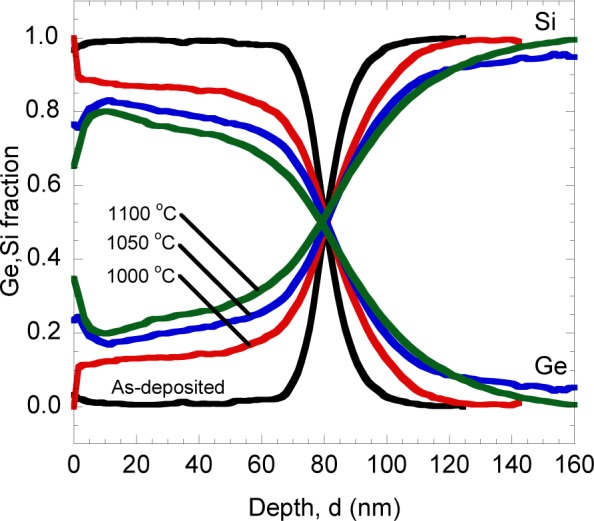 Si
1.0
0.8
0.6
0.4
0.2
0.0
Ge,Si fraction
1100 °C
1050 °C
1000 °C
As-deposited
Ge
0 20 40 60 80 100 120 140 160
Depth, d (nm)